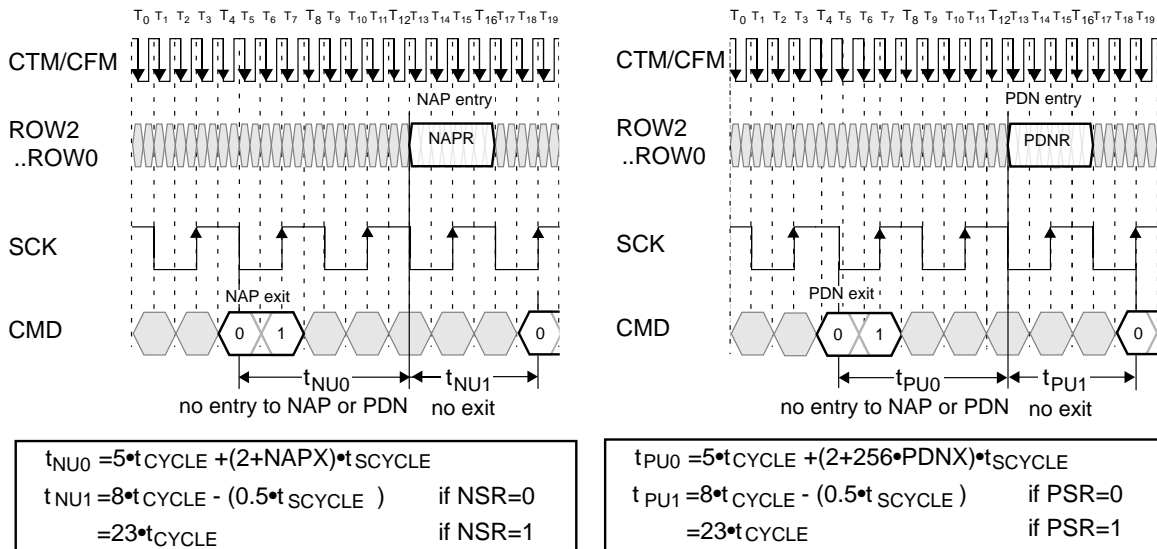 T0 T1 T2 T3 T4 T5 T6 T7 T8 T9 T10 T11 T12 T13 T14 T15 T16 T17 T18 T19
CTM/CFM
NAP entry
ROW2
..ROW0
NAPR
SCK
NAP exit
CMD
0 1 0
tNU0 tNU1
no entry to NAP or PDN no exit
tNU0 =5•tCYCLE +(2+NAPX)•tSCYCLE
tNU1 =8•tCYCLE - (0.5•tSCYCLE ) if NSR=0
=23•tCYCLE if NSR=1
T0 T1 T2 T3 T4 T5 T6 T7 T8 T9 T10 T11 T12 T13 T14 T15 T16 T17 T18 T19
CTM/CFM
PDN entry
ROW2
..ROW0
PDNR
SCK
PDN exit
CMD
0 1 0
tPU0 tPU1
no entry to NAP or PDN no exit
tPU0 =5•tCYCLE +(2+256•PDNX)•tSCYCLE
tPU1 =8•tCYCLE - (0.5•tSCYCLE ) if PSR=0
=23•tCYCLE if PSR=1